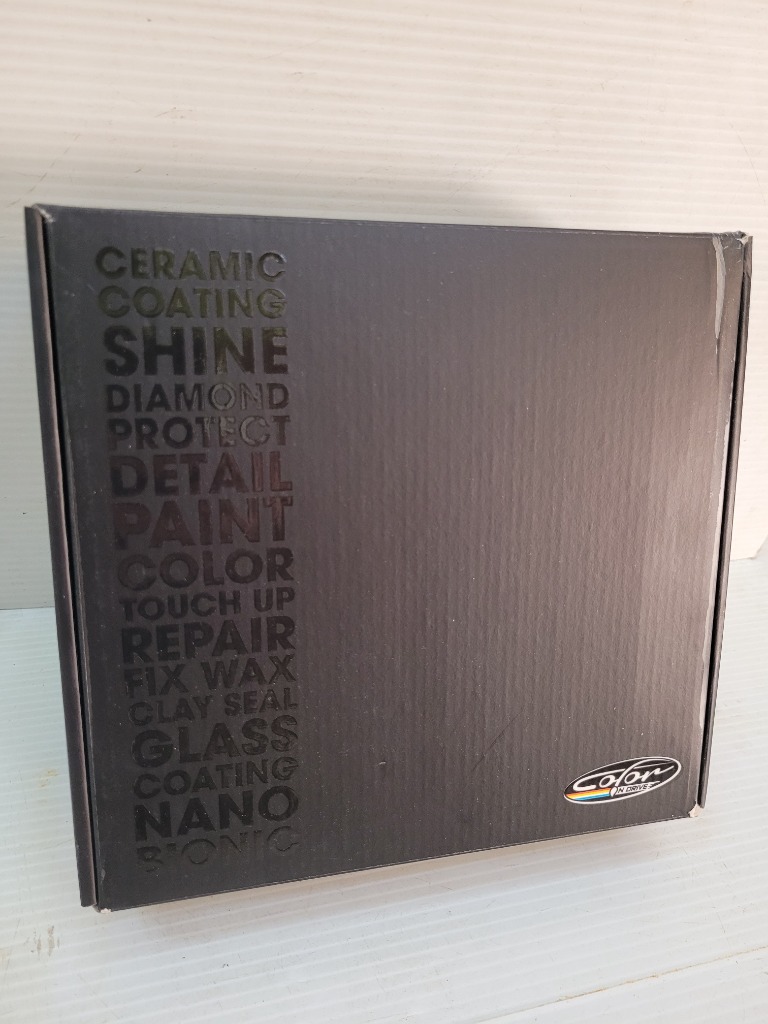 CERAMIC
COATING
SHINE
DIAMOND
PROTECT
DETAIL
PAINT
COLOR
TOUCH UP
REPAIR
FIX WAX
CLAY SEAL
GLASS
COATING
NANO
BIONIC
Color
N DRIVE